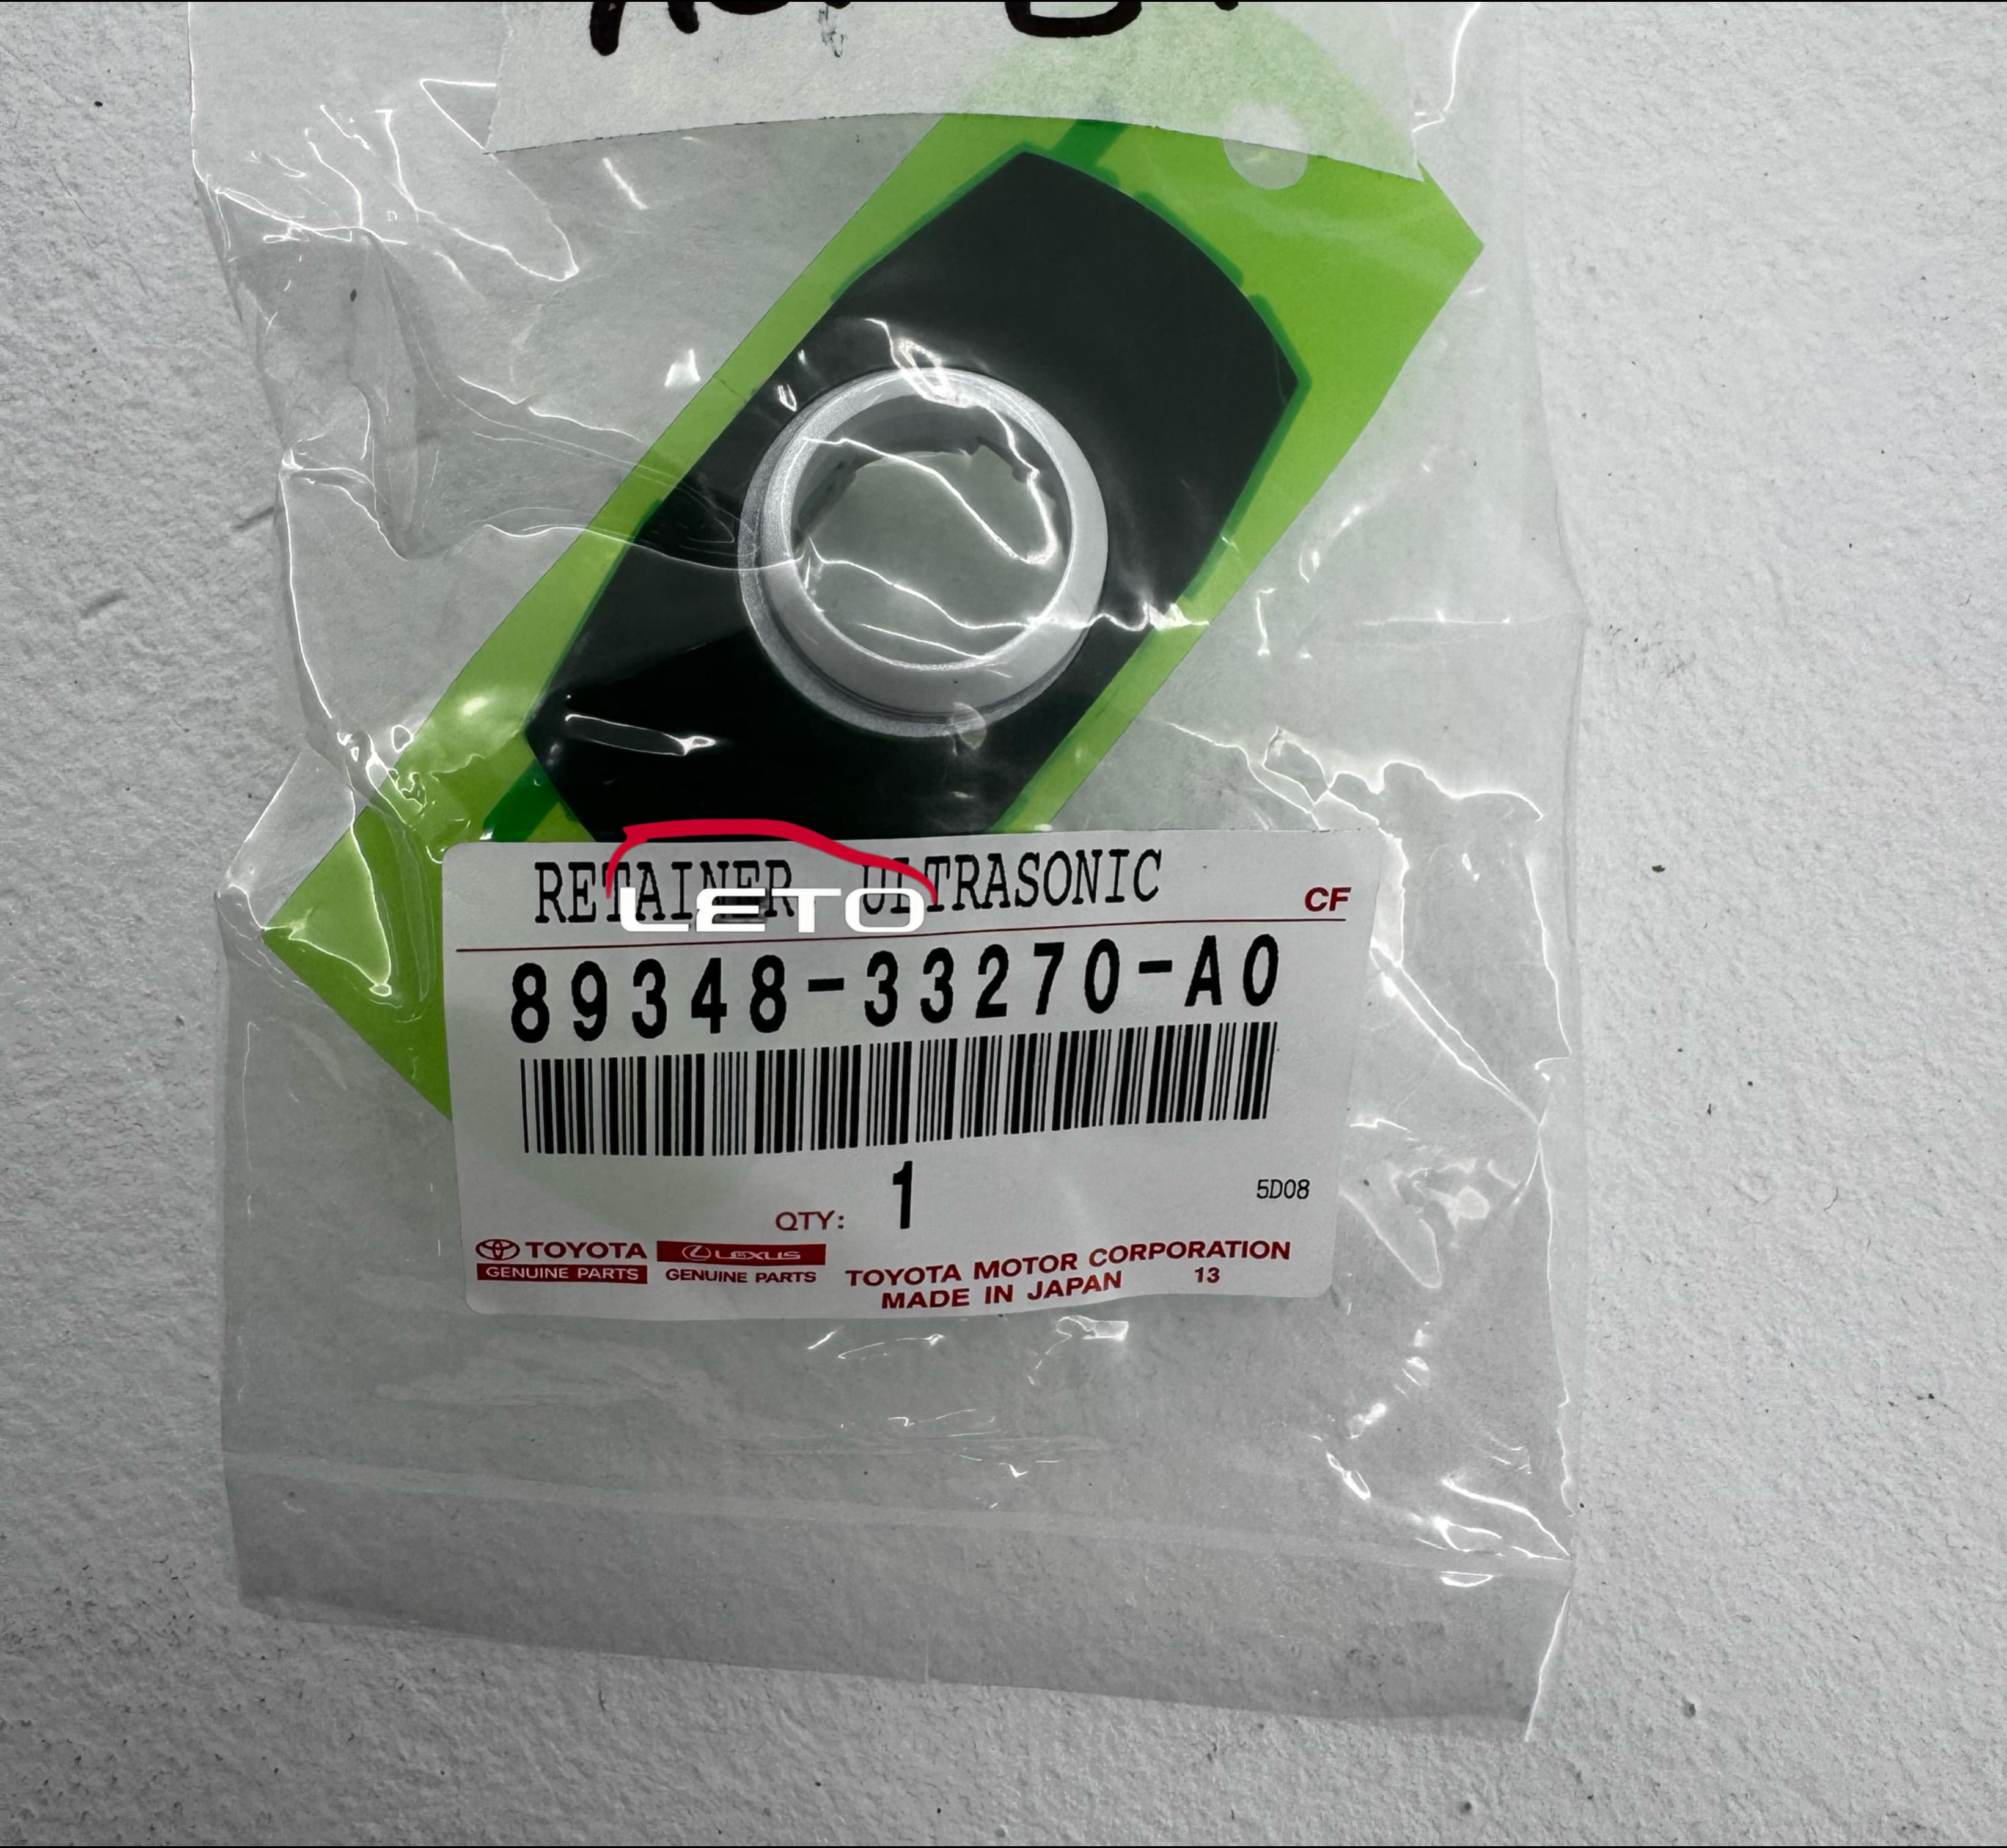 RETAINER ULTRASONIC
CF
LETO
89348-33270-A0
1
QTY:
5D08
TOYOTA
GENUINE PARTS
LEXUS
GENUINE PARTS
TOYOTA MOTOR CORPORATION
MADE IN JAPAN
13